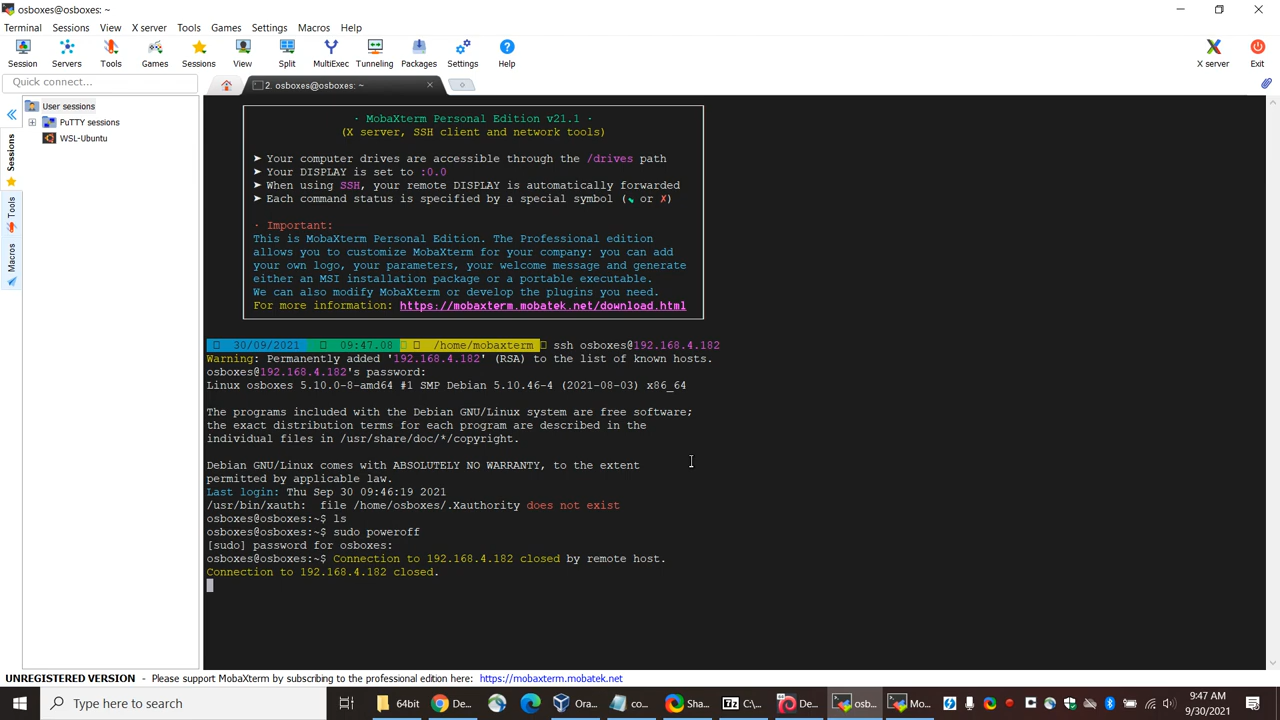 osboxes@osboxes: ~
Terminal Sessions View X server Tools Games Settings Macros Help
Session Servers Tools Games Sessions View Split MultiExec Tunneling Packages Settings Help X server Exit
Quick connect...
2. osboxes@osboxes: ~
User sessions
PuTTY sessions
WSL-Ubuntu
Sessions
Tools
Macros
· MobaXterm Personal Edition v21.1 ·
(X server, SSH client and network tools)
➤ Your computer drives are accessible through the /drives path
➤ Your DISPLAY is set to :0.0
➤ When using SSH, your remote DISPLAY is automatically forwarded
➤ Each command status is specified by a special symbol (✔ or ✗)
· Important:
This is MobaXterm Personal Edition. The Professional edition
allows you to customize MobaXterm for your company: you can add
your own logo, your parameters, your welcome message and generate
either an MSI installation package or a portable executable.
We can also modify MobaXterm or develop the plugins you need.
For more information: https://mobaxterm.mobatek.net/download.html
30/09/2021 09:47.08 /home/mobaxterm ssh osboxes@192.168.4.182
Warning: Permanently added '192.168.4.182' (RSA) to the list of known hosts.
osboxes@192.168.4.182's password:
Linux osboxes 5.10.0-8-amd64 #1 SMP Debian 5.10.46-4 (2021-08-03) x86_64
The programs included with the Debian GNU/Linux system are free software;
the exact distribution terms for each program are described in the
individual files in /usr/share/doc/*/copyright.
Debian GNU/Linux comes with ABSOLUTELY NO WARRANTY, to the extent
permitted by applicable law.
Last login: Thu Sep 30 09:46:19 2021
/usr/bin/xauth:  file /home/osboxes/.Xauthority does not exist
osboxes@osboxes:~$ ls
osboxes@osboxes:~$ sudo poweroff
[sudo] password for osboxes:
osboxes@osboxes:~$ Connection to 192.168.4.182 closed by remote host.
Connection to 192.168.4.182 closed.
UNREGISTERED VERSION - Please support MobaXterm by subscribing to the professional edition here: https://mobaxterm.mobatek.net
Type here to search
64bit De... Ora... co... Sha... C:\... De... osb... Mo...
9:47 AM
9/30/2021